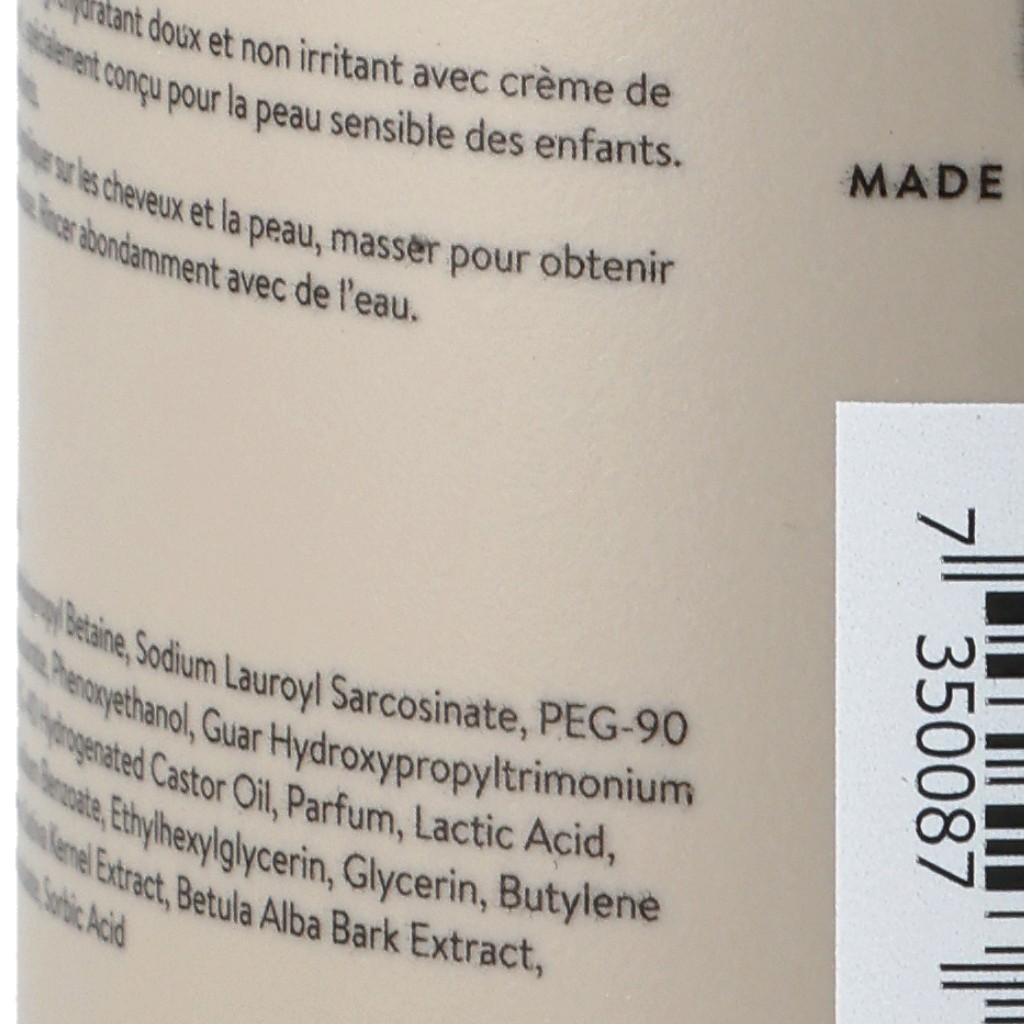 doux et non irritant avec crème de
conçu pour la peau sensible des enfants.
sur les cheveux et la peau, masser pour obtenir
Rincer abondamment avec de l'eau.
Betaine, Sodium Lauroyl Sarcosinate, PEG-90
Phenoxyethanol, Guar Hydroxypropyltrimonium
Hydrogenated Castor Oil, Parfum, Lactic Acid,
Benzoate, Ethylhexylglycerin, Glycerin, Butylene
Kernel Extract, Betula Alba Bark Extract,
Sorbic Acid
MADE
7 350087